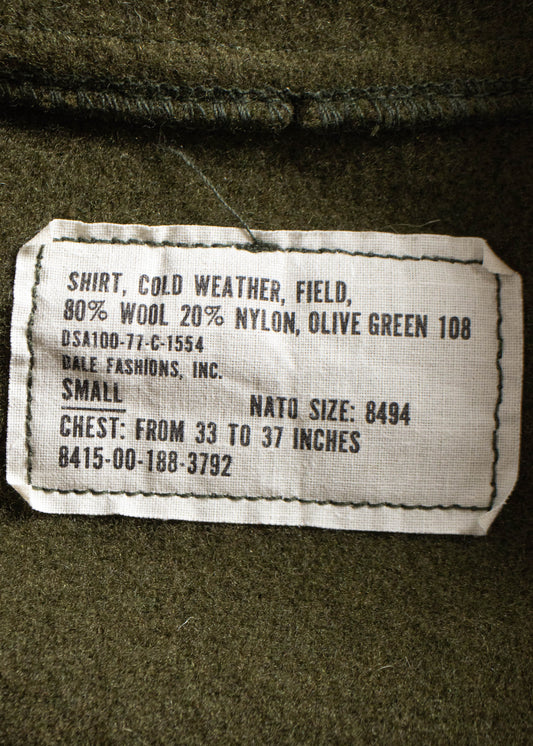 SHIRT, COLD WEATHER, FIELD,
80% WOOL 20% NYLON, OLIVE GREEN 108
DSA100-77-C-1554
DALE FASHIONS, INC.
SMALL NATO SIZE: 8494
CHEST: FROM 33 TO 37 INCHES
8415-00-188-3792